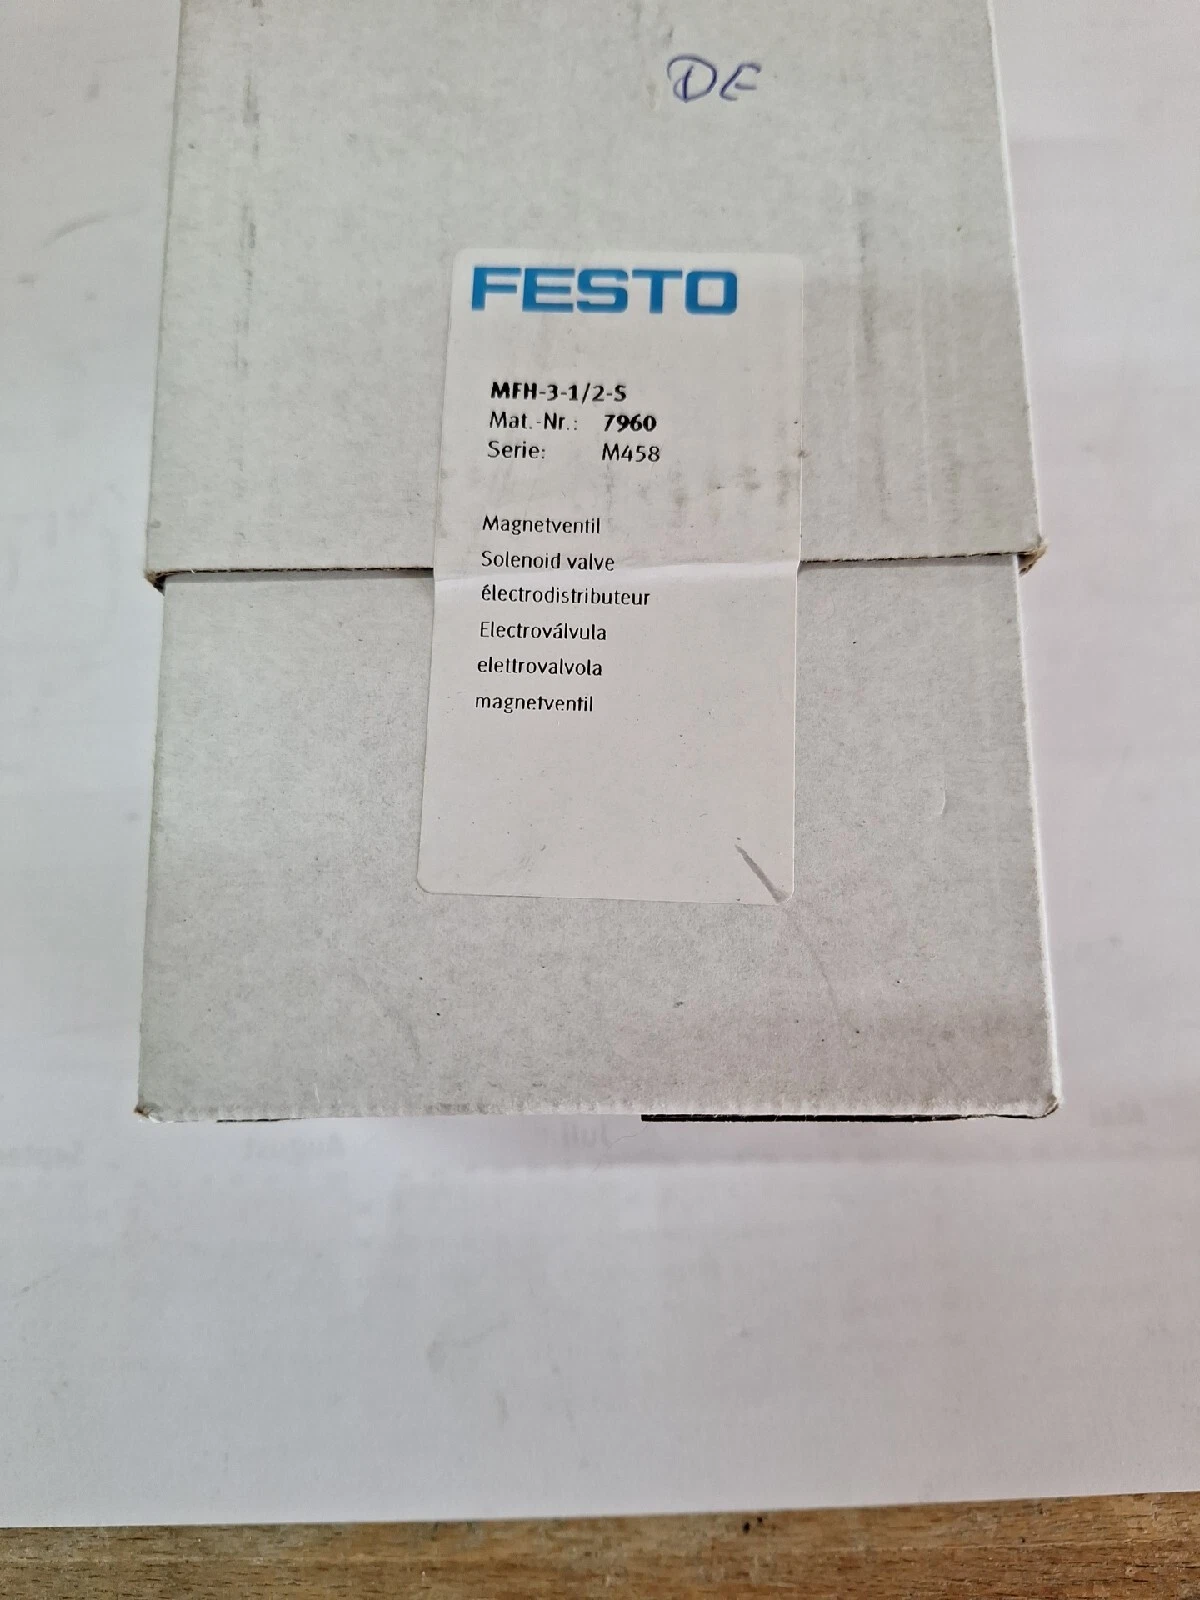 DE
FESTO
MFH-3-1/2-S
Mat.-Nr.: 7960
Serie: M458
Magnetventil
Solenoid valve
électrodistributeur
Electroválvula
elettrovalvola
magnetventil